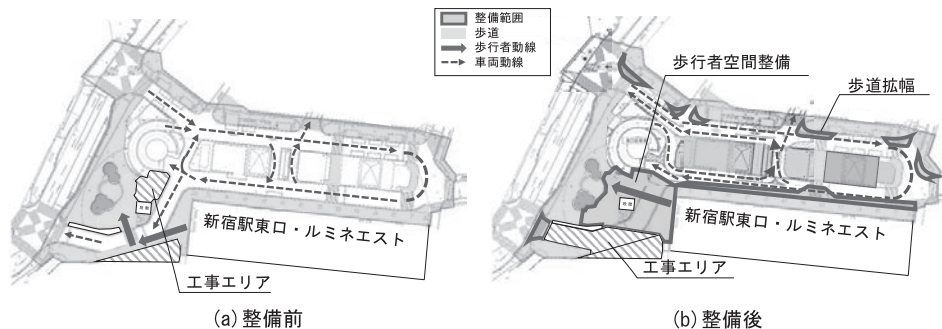 整備範囲
歩道
歩行者動線
車両動線
歩行者空間整備
歩道拡幅
新宿駅東口・ルミネエスト
工事エリア
(a)整備前
新宿駅東口・ルミネエスト
工事エリア
(b)整備後